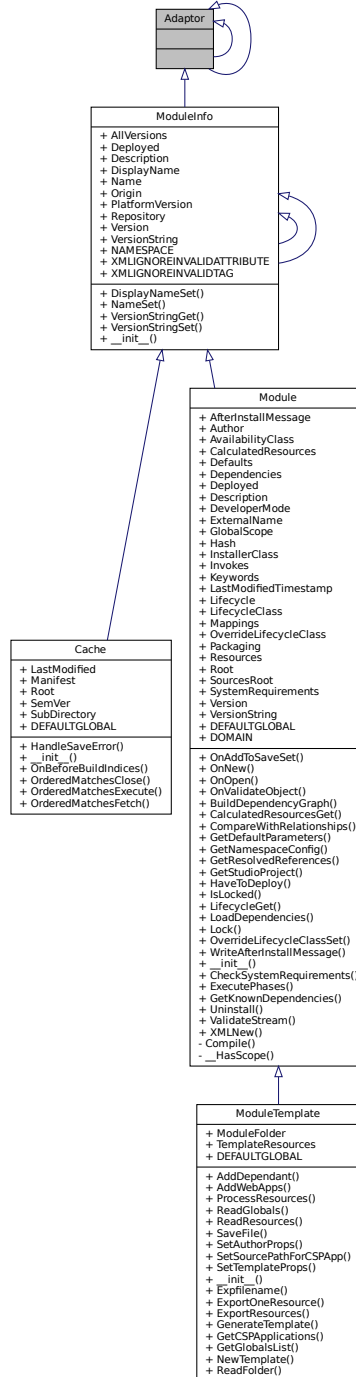 Adaptor
ModuleInfo
+ AllVersions
+ Deployed
+ Description
+ DisplayName
+ Name
+ Origin
+ PlatformVersion
+ Repository
+ Version
+ VersionString
+ NAMESPACE
+ XMLIGNOREINVALIDATTRIBUTE
+ XMLIGNOREINVALIDTAG
+ DisplayNameSet()
+ NameSet()
+ VersionStringGet()
+ VersionStringSet()
+ __init__()
Cache
+ LastModified
+ Manifest
+ Root
+ SemVer
+ SubDirectory
+ DEFAULTGLOBAL
+ HandleSaveError()
+ __init__()
+ OnBeforeBuildIndices()
+ OrderedMatchesClose()
+ OrderedMatchesExecute()
+ OrderedMatchesFetch()
Module
+ AfterInstallMessage
+ Author
+ AvailabilityClass
+ CalculatedResources
+ Defaults
+ Dependencies
+ Deployed
+ Description
+ DeveloperMode
+ ExternalName
+ GlobalScope
+ Hash
+ InstallerClass
+ Invokes
+ Keywords
+ LastModifiedTimestamp
+ Lifecycle
+ LifecycleClass
+ Mappings
+ OverrideLifecycleClass
+ Packaging
+ Resources
+ Root
+ SourcesRoot
+ SystemRequirements
+ Version
+ VersionString
+ DEFAULTGLOBAL
+ DOMAIN
+ OnAddToSaveSet()
+ OnNew()
+ OnOpen()
+ OnValidateObject()
+ BuildDependencyGraph()
+ CalculatedResourcesGet()
+ CompareWithRelationships()
+ GetDefaultParameters()
+ GetNamespaceConfig()
+ GetResolvedReferences()
+ GetStudioProject()
+ HaveToDeploy()
+ IsLocked()
+ LifecycleGet()
+ LoadDependencies()
+ Lock()
+ OverrideLifecycleClassSet()
+ WriteAfterInstallMessage()
+ __init__()
+ CheckSystemRequirements()
+ ExecutePhases()
+ GetKnownDependencies()
+ Uninstall()
+ ValidateStream()
+ XMLNew()
- Compile()
- __HasScope()
ModuleTemplate
+ ModuleFolder
+ TemplateResources
+ DEFAULTGLOBAL
+ AddDependant()
+ AddWebApps()
+ ProcessResources()
+ ReadGlobals()
+ ReadResources()
+ SaveFile()
+ SetAuthorProps()
+ SetSourcePathForCSPApp()
+ SetTemplateProps()
+ __init__()
+ Expfilename()
+ ExportOneResource()
+ ExportResources()
+ GenerateTemplate()
+ GetCSPApplications()
+ GetGlobalsList()
+ NewTemplate()
+ ReadFolder()